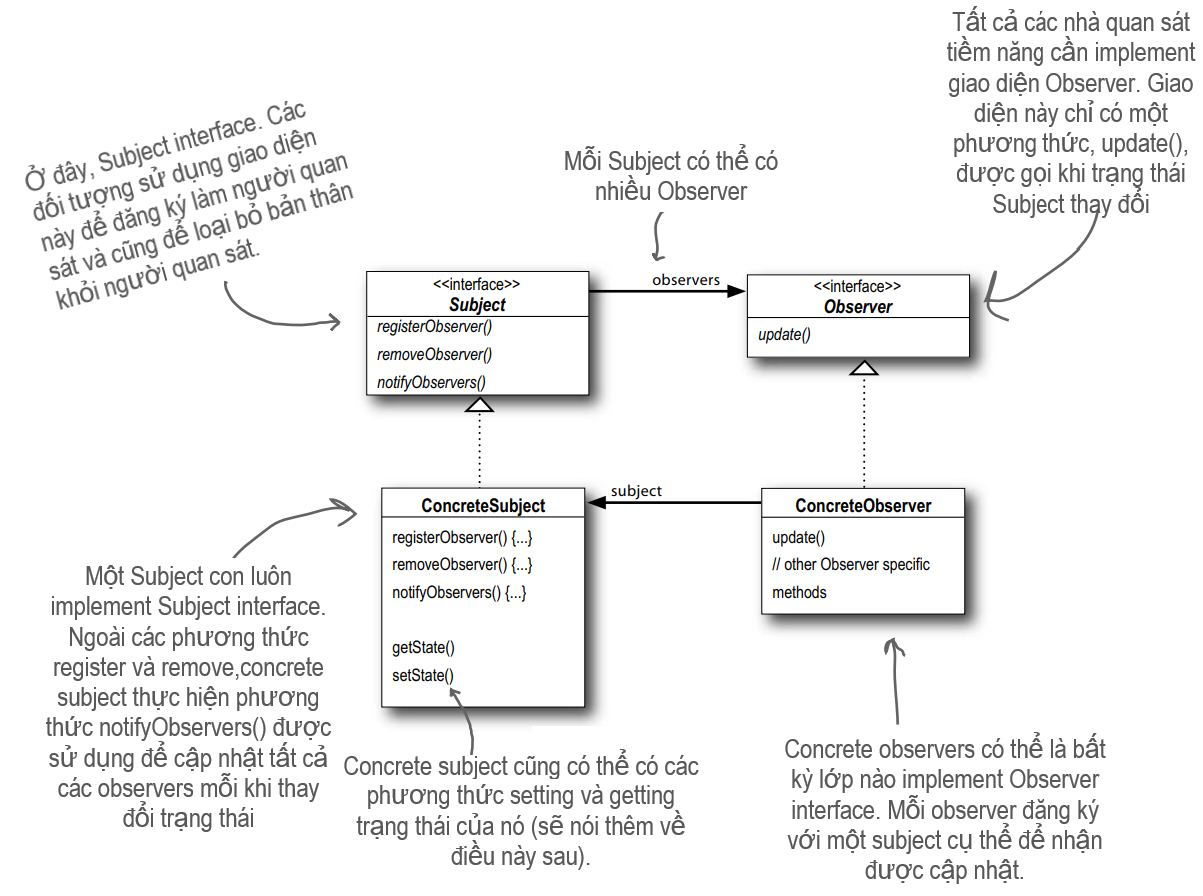 Tất cả các nhà quan sát
tiềm năng cần implement
giao diện Observer. Giao
diện này chỉ có một
phương thức, update(),
được gọi khi trạng thái
Subject thay đổi
Ở đây, Subject interface. Các
đối tượng sử dụng giao diện
này để đăng ký làm người quan
sát và cũng để loại bỏ bản thân
khỏi người quan sát.
Mỗi Subject có thể có
nhiều Observer
<<interface>>
Subject
registerObserver()
removeObserver()
notifyObservers()
observers
<<interface>>
Observer
update()
ConcreteSubject
registerObserver() {...}
removeObserver() {...}
notifyObservers() {...}
getState()
setState()
subject
ConcreteObserver
update()
// other Observer specific
methods
Một Subject con luôn
implement Subject interface.
Ngoài các phương thức
register và remove,concrete
subject thực hiện phương
thức notifyObservers() được
sử dụng để cập nhật tất cả
các observers mỗi khi thay
đổi trạng thái
Concrete subject cũng có thể có các
phương thức setting và getting
trạng thái của nó (sẽ nói thêm về
điều này sau).
Concrete observers có thể là bất
kỳ lớp nào implement Observer
interface. Mỗi observer đăng ký
với một subject cụ thể để nhận
được cập nhật.